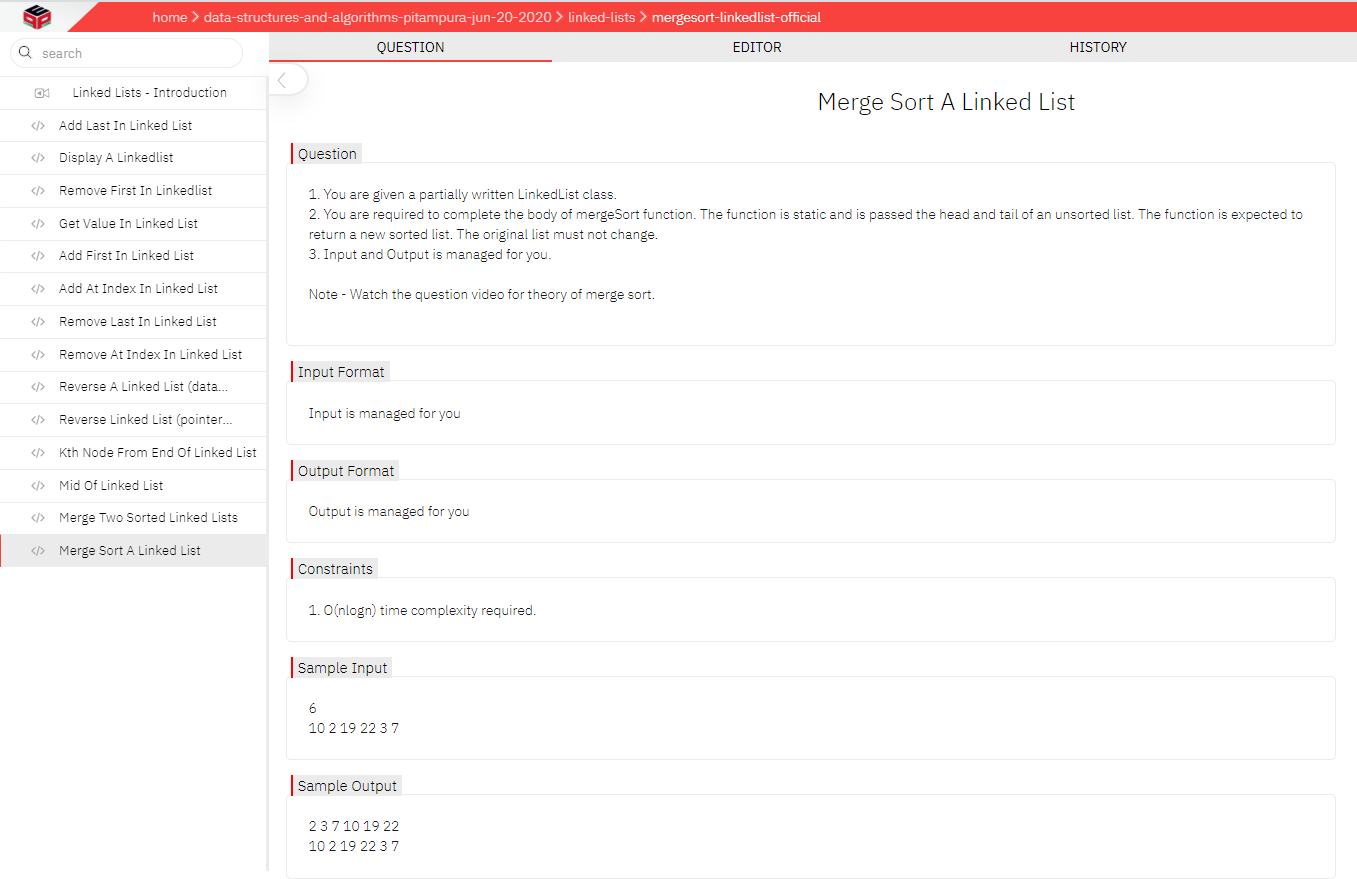 home > data-structures-and-algorithms-pitampura-jun-20-2020 > linked-lists > mergesort-linkedlist-official
search
Linked Lists - Introduction
</> Add Last In Linked List
</> Display A Linkedlist
</> Remove First In Linkedlist
</> Get Value In Linked List
</> Add First In Linked List
</> Add At Index In Linked List
</> Remove Last In Linked List
</> Remove At Index In Linked List
</> Reverse A Linked List (data...
</> Reverse Linked List (pointer...
</> Kth Node From End Of Linked List
</> Mid Of Linked List
</> Merge Two Sorted Linked Lists
</> Merge Sort A Linked List
QUESTION EDITOR HISTORY
Merge Sort A Linked List
Question
1. You are given a partially written LinkedList class.
2. You are required to complete the body of mergeSort function. The function is static and is passed the head and tail of an unsorted list. The function is expected to
return a new sorted list. The original list must not change.
3. Input and Output is managed for you.
Note - Watch the question video for theory of merge sort.
Input Format
Input is managed for you
Output Format
Output is managed for you
Constraints
1. O(nlogn) time complexity required.
Sample Input
6
10 2 19 22 3 7
Sample Output
2 3 7 10 19 22
10 2 19 22 3 7